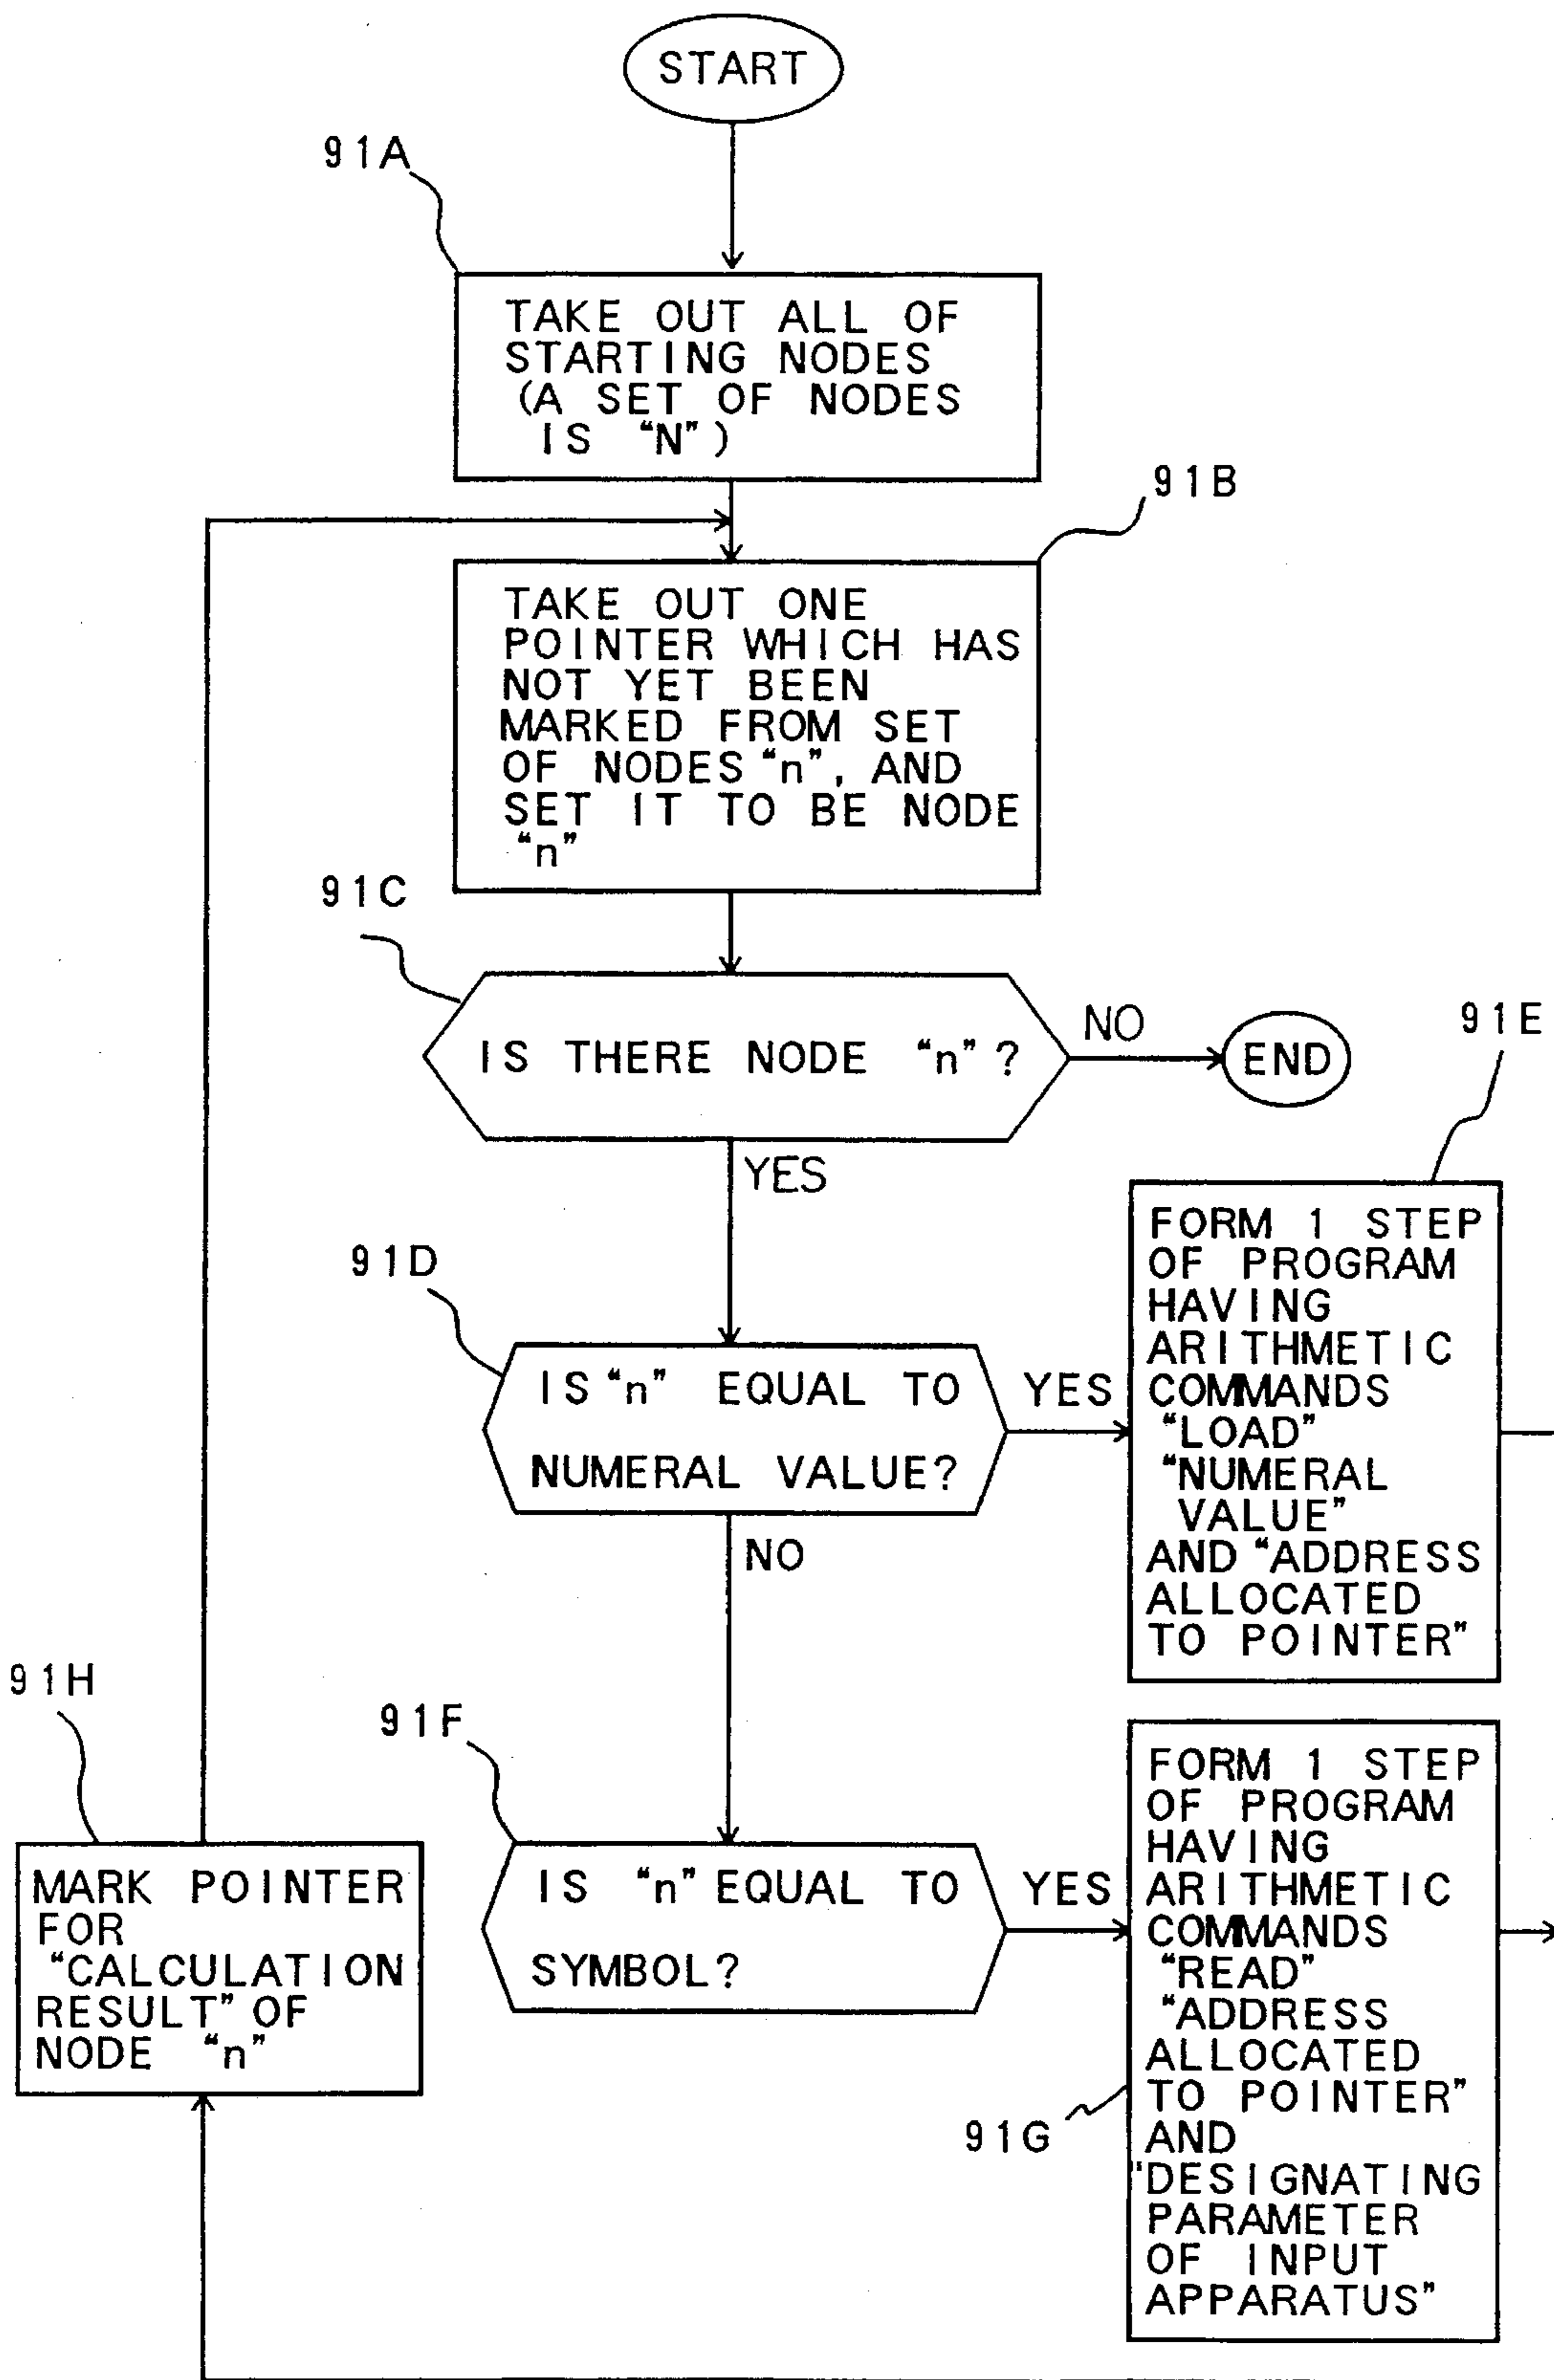 START
91A
TAKE OUT ALL OF
STARTING NODES
(A SET OF NODES
IS “N”)
91B
TAKE OUT ONE
POINTER WHICH HAS
NOT YET BEEN
MARKED FROM SET
OF NODES “n”, AND
SET IT TO BE NODE
“n”
91C
IS THERE NODE “n”?
NO
END
YES
91D
IS “n” EQUAL TO
NUMERAL VALUE?
YES
91E
FORM 1 STEP
OF PROGRAM
HAVING
ARITHMETIC
COMMANDS
“LOAD”
“NUMERAL
VALUE”
AND “ADDRESS
ALLOCATED
TO POINTER”
NO
91F
IS “n” EQUAL TO
SYMBOL?
YES
91G
FORM 1 STEP
OF PROGRAM
HAVING
ARITHMETIC
COMMANDS
“READ”
“ADDRESS
ALLOCATED
TO POINTER”
AND
“DESIGNATING
PARAMETER
OF INPUT
APPARATUS”
91H
MARK POINTER
FOR
“CALCULATION
RESULT” OF
NODE “n”